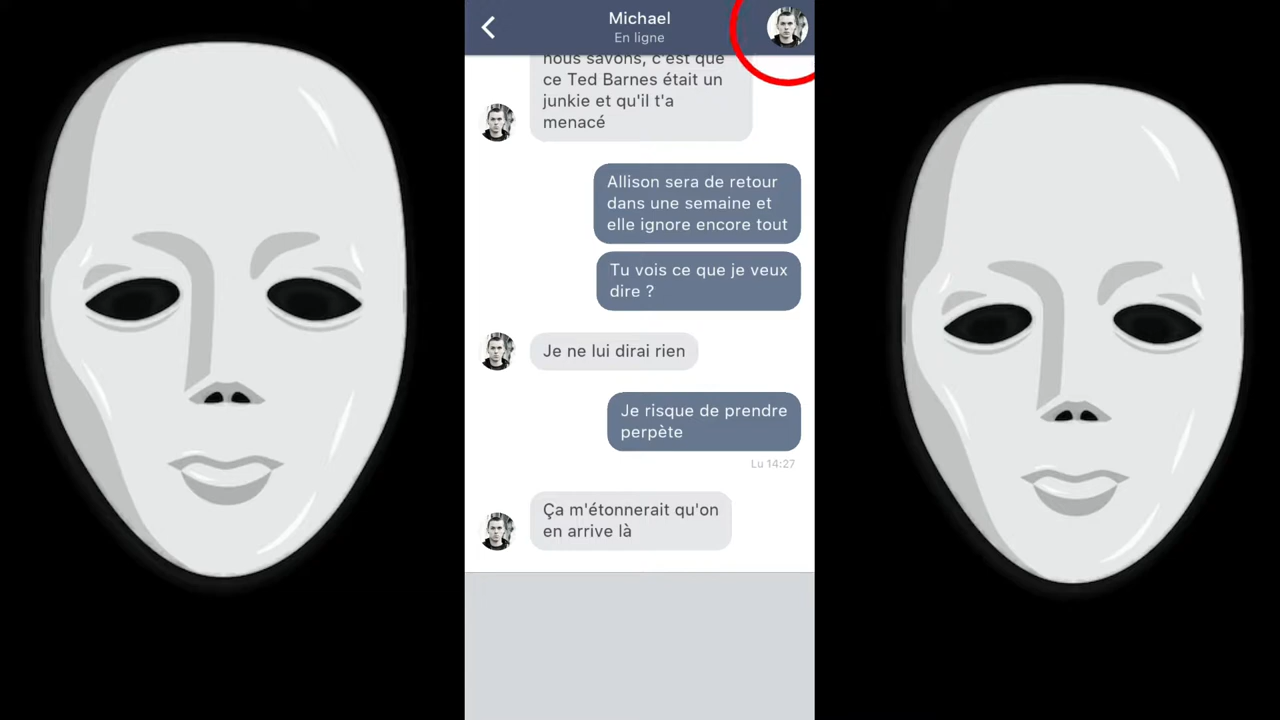 Michael
En ligne
nous savons, c'est que
ce Ted Barnes était un
junkie et qu'il t'a
menacé
Allison sera de retour
dans une semaine et
elle ignore encore tout
Tu vois ce que je veux
dire ?
Je ne lui dirai rien
Je risque de prendre
perpète
Lu 14:27
Ça m'étonnerait qu'on
en arrive là